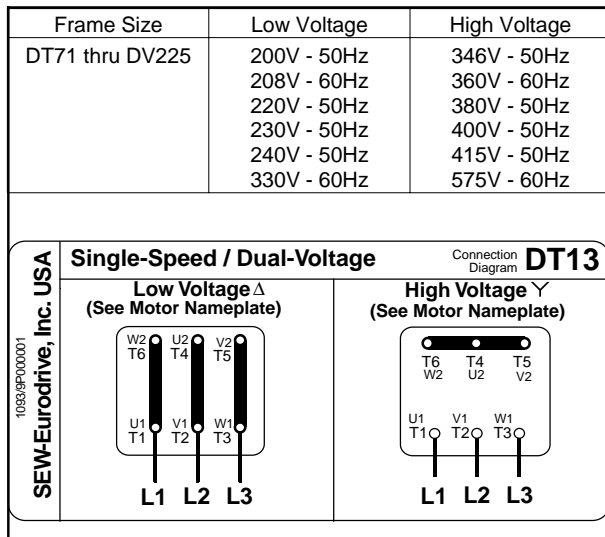 Frame Size Low Voltage High Voltage
DT71 thru DV225 200V - 50Hz 346V - 50Hz
208V - 60Hz 360V - 60Hz
220V - 50Hz 380V - 50Hz
230V - 50Hz 400V - 50Hz
240V - 50Hz 415V - 50Hz
330V - 60Hz 575V - 60Hz
1093/9P000001
SEW-Eurodrive, Inc. USA
Single-Speed / Dual-Voltage
Connection
Diagram DT13
Low Voltage Δ
(See Motor Nameplate)
W2 U2 V2
T6 T4 T5
U1 V1 W1
T1 T2 T3
L1 L2 L3
High Voltage Y
(See Motor Nameplate)
T6 T4 T5
W2 U2 V2
U1 V1 W1
T1 T2 T3
L1 L2 L3